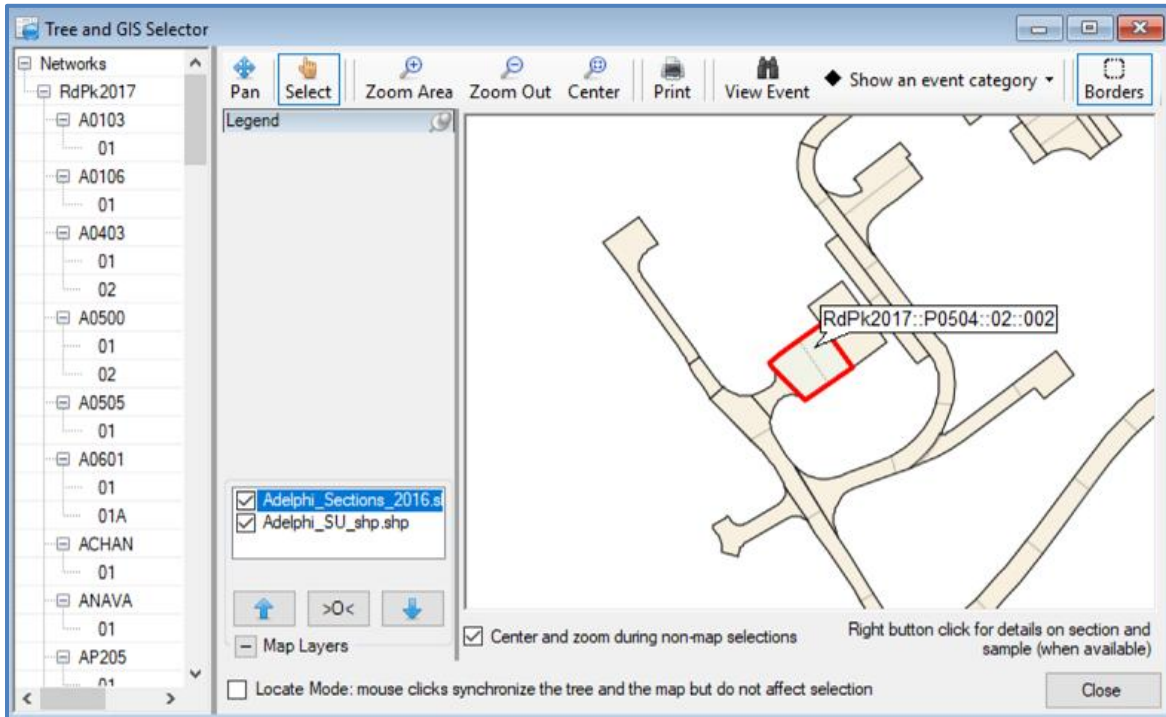 Tree and GIS Selector
Networks
RdPk2017
A0103
01
A0106
01
A0403
01
02
A0500
01
02
A0505
01
A0601
01
01A
ACHAN
01
ANAVA
01
AP205
01
Pan
Select
Zoom Area
Zoom Out
Center
Print
View Event
Show an event category
Borders
Legend
RdPk2017::P0504::02::002
Adelphi_Sections_2016.s
Adelphi_SU_shp.shp
>O<
Map Layers
Center and zoom during non-map selections
Right button click for details on section and
sample (when available)
Locate Mode: mouse clicks synchronize the tree and the map but do not affect selection
Close